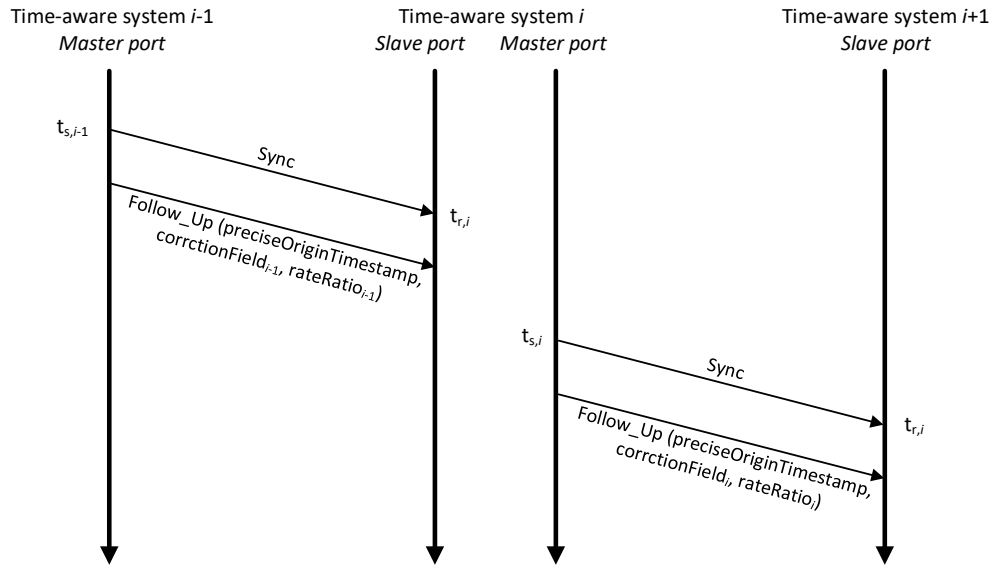 Time-aware system i-1
Master port
Time-aware system i
Slave port Master port
Time-aware system i+1
Slave port
ts,i-1
Sync
tr,i
Follow_Up (preciseOriginTimestamp,
corrctionFieldi-1, rateRatioi-1)
ts,i
Sync
tr,i
Follow_Up (preciseOriginTimestamp,
corrctionFieldi, rateRatioi)